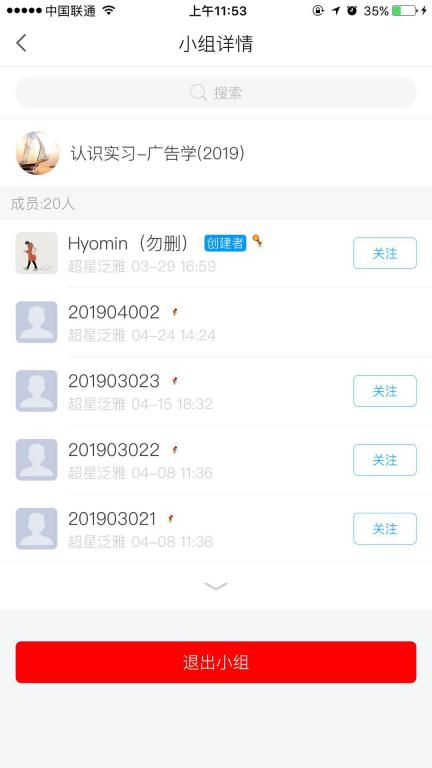 中国联通 上午11:53 35%
小组详情
搜索
认识实习-广告学(2019)
成员:20人
Hyomin（勿删） 创建者
超星泛雅 03-29 16:59
关注
201904002
超星泛雅 04-24 14:24
201903023
超星泛雅 04-15 18:32
关注
201903022
超星泛雅 04-08 11:36
关注
201903021
超星泛雅 04-08 11:36
关注
退出小组